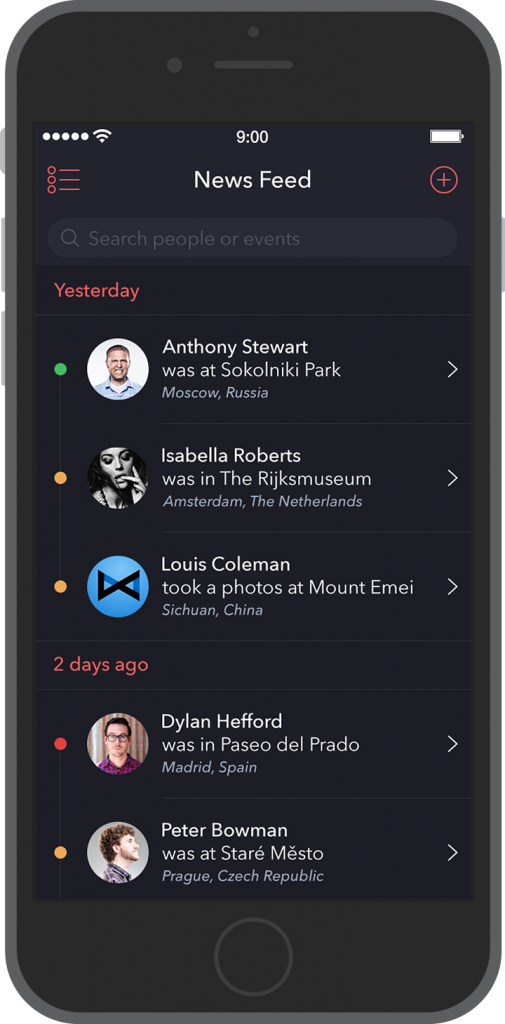 9:00
News Feed
Search people or events
Yesterday
Anthony Stewart
was at Sokolniki Park
Moscow, Russia
Isabella Roberts
was in The Rijksmuseum
Amsterdam, The Netherlands
Louis Coleman
took a photos at Mount Emei
Sichuan, China
2 days ago
Dylan Hefford
was in Paseo del Prado
Madrid, Spain
Peter Bowman
was at Staré Město
Prague, Czech Republic